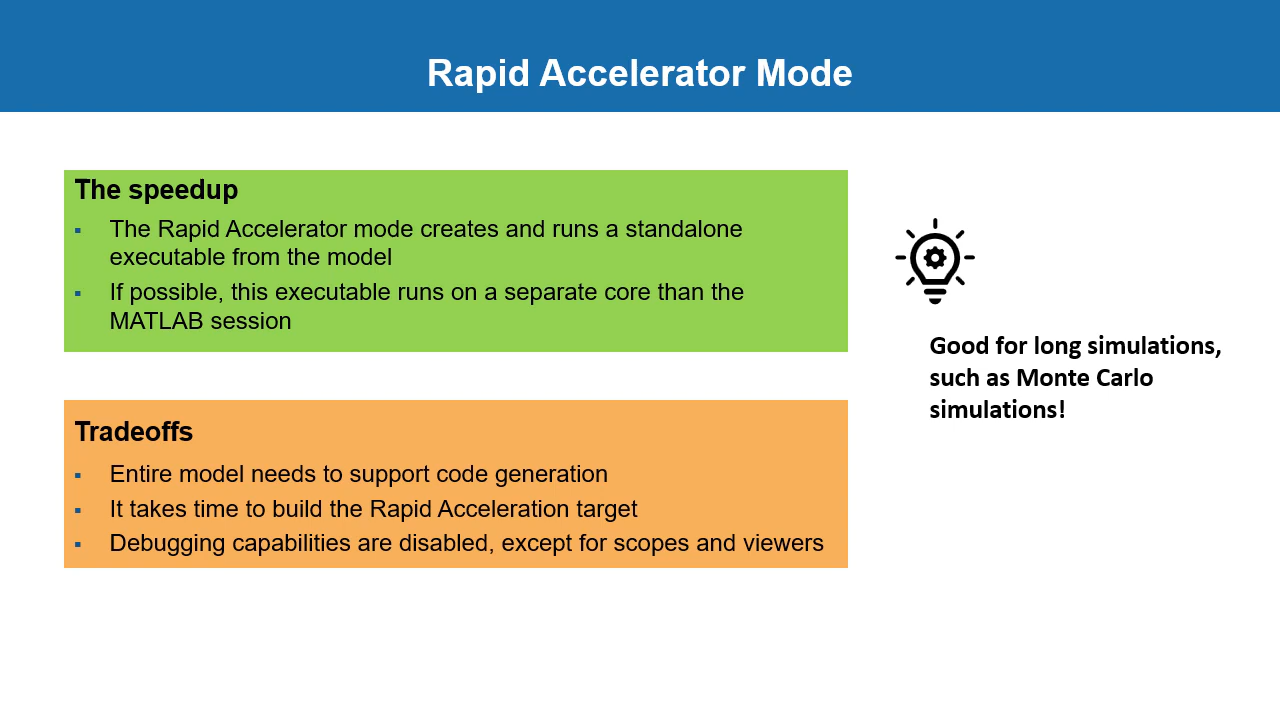 Rapid Accelerator Mode
The speedup
▪ The Rapid Accelerator mode creates and runs a standalone
executable from the model
▪ If possible, this executable runs on a separate core than the
MATLAB session
Good for long simulations,
such as Monte Carlo
simulations!
Tradeoffs
▪ Entire model needs to support code generation
▪ It takes time to build the Rapid Acceleration target
▪ Debugging capabilities are disabled, except for scopes and viewers